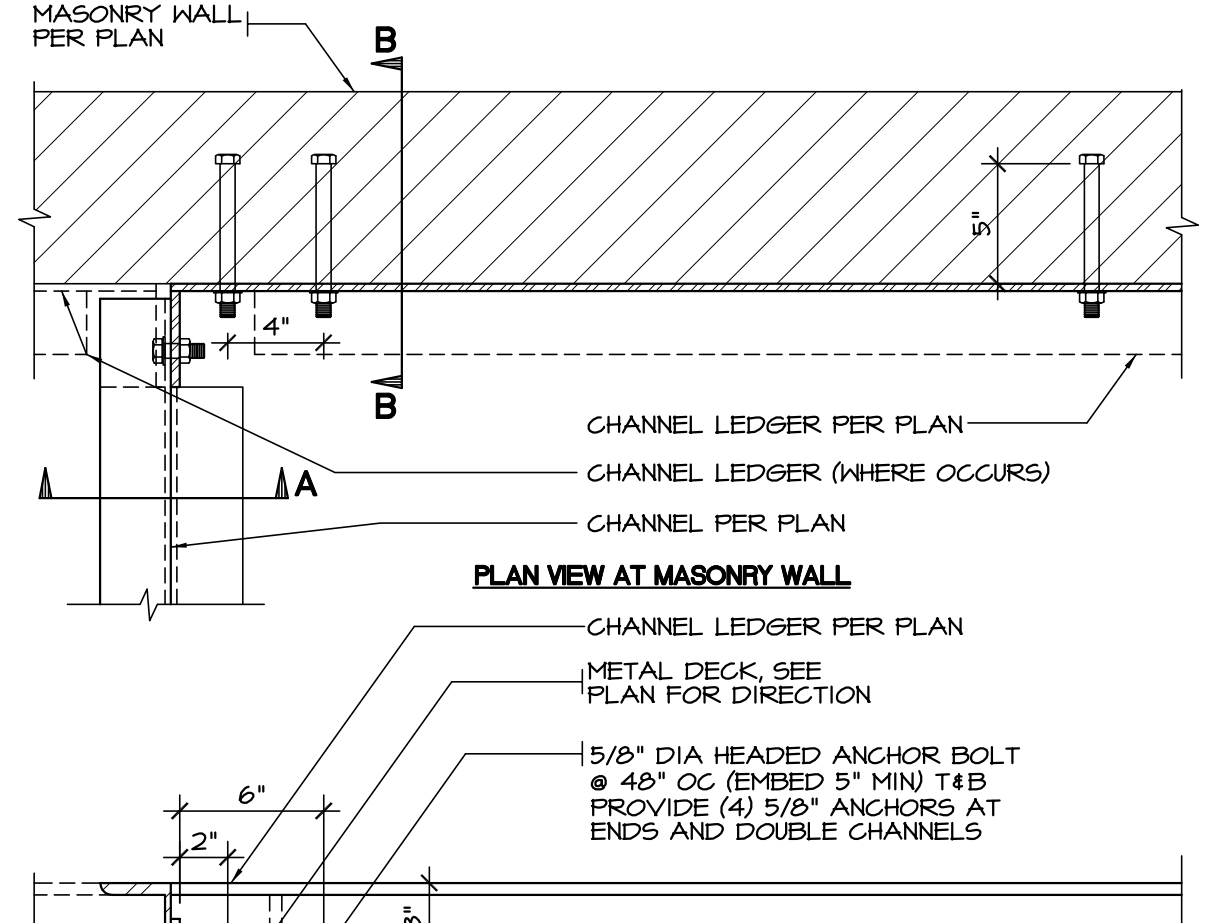 MASONRY WALL
PER PLAN
B
5"
4"
B
CHANNEL LEDGER PER PLAN
CHANNEL LEDGER (WHERE OCCURS)
A
CHANNEL PER PLAN
PLAN VIEW AT MASONRY WALL
CHANNEL LEDGER PER PLAN
METAL DECK, SEE
PLAN FOR DIRECTION
5/8" DIA HEADED ANCHOR BOLT
@ 48" OC (EMBED 5" MIN) T&B
PROVIDE (4) 5/8" ANCHORS AT
ENDS AND DOUBLE CHANNELS
6"
2"